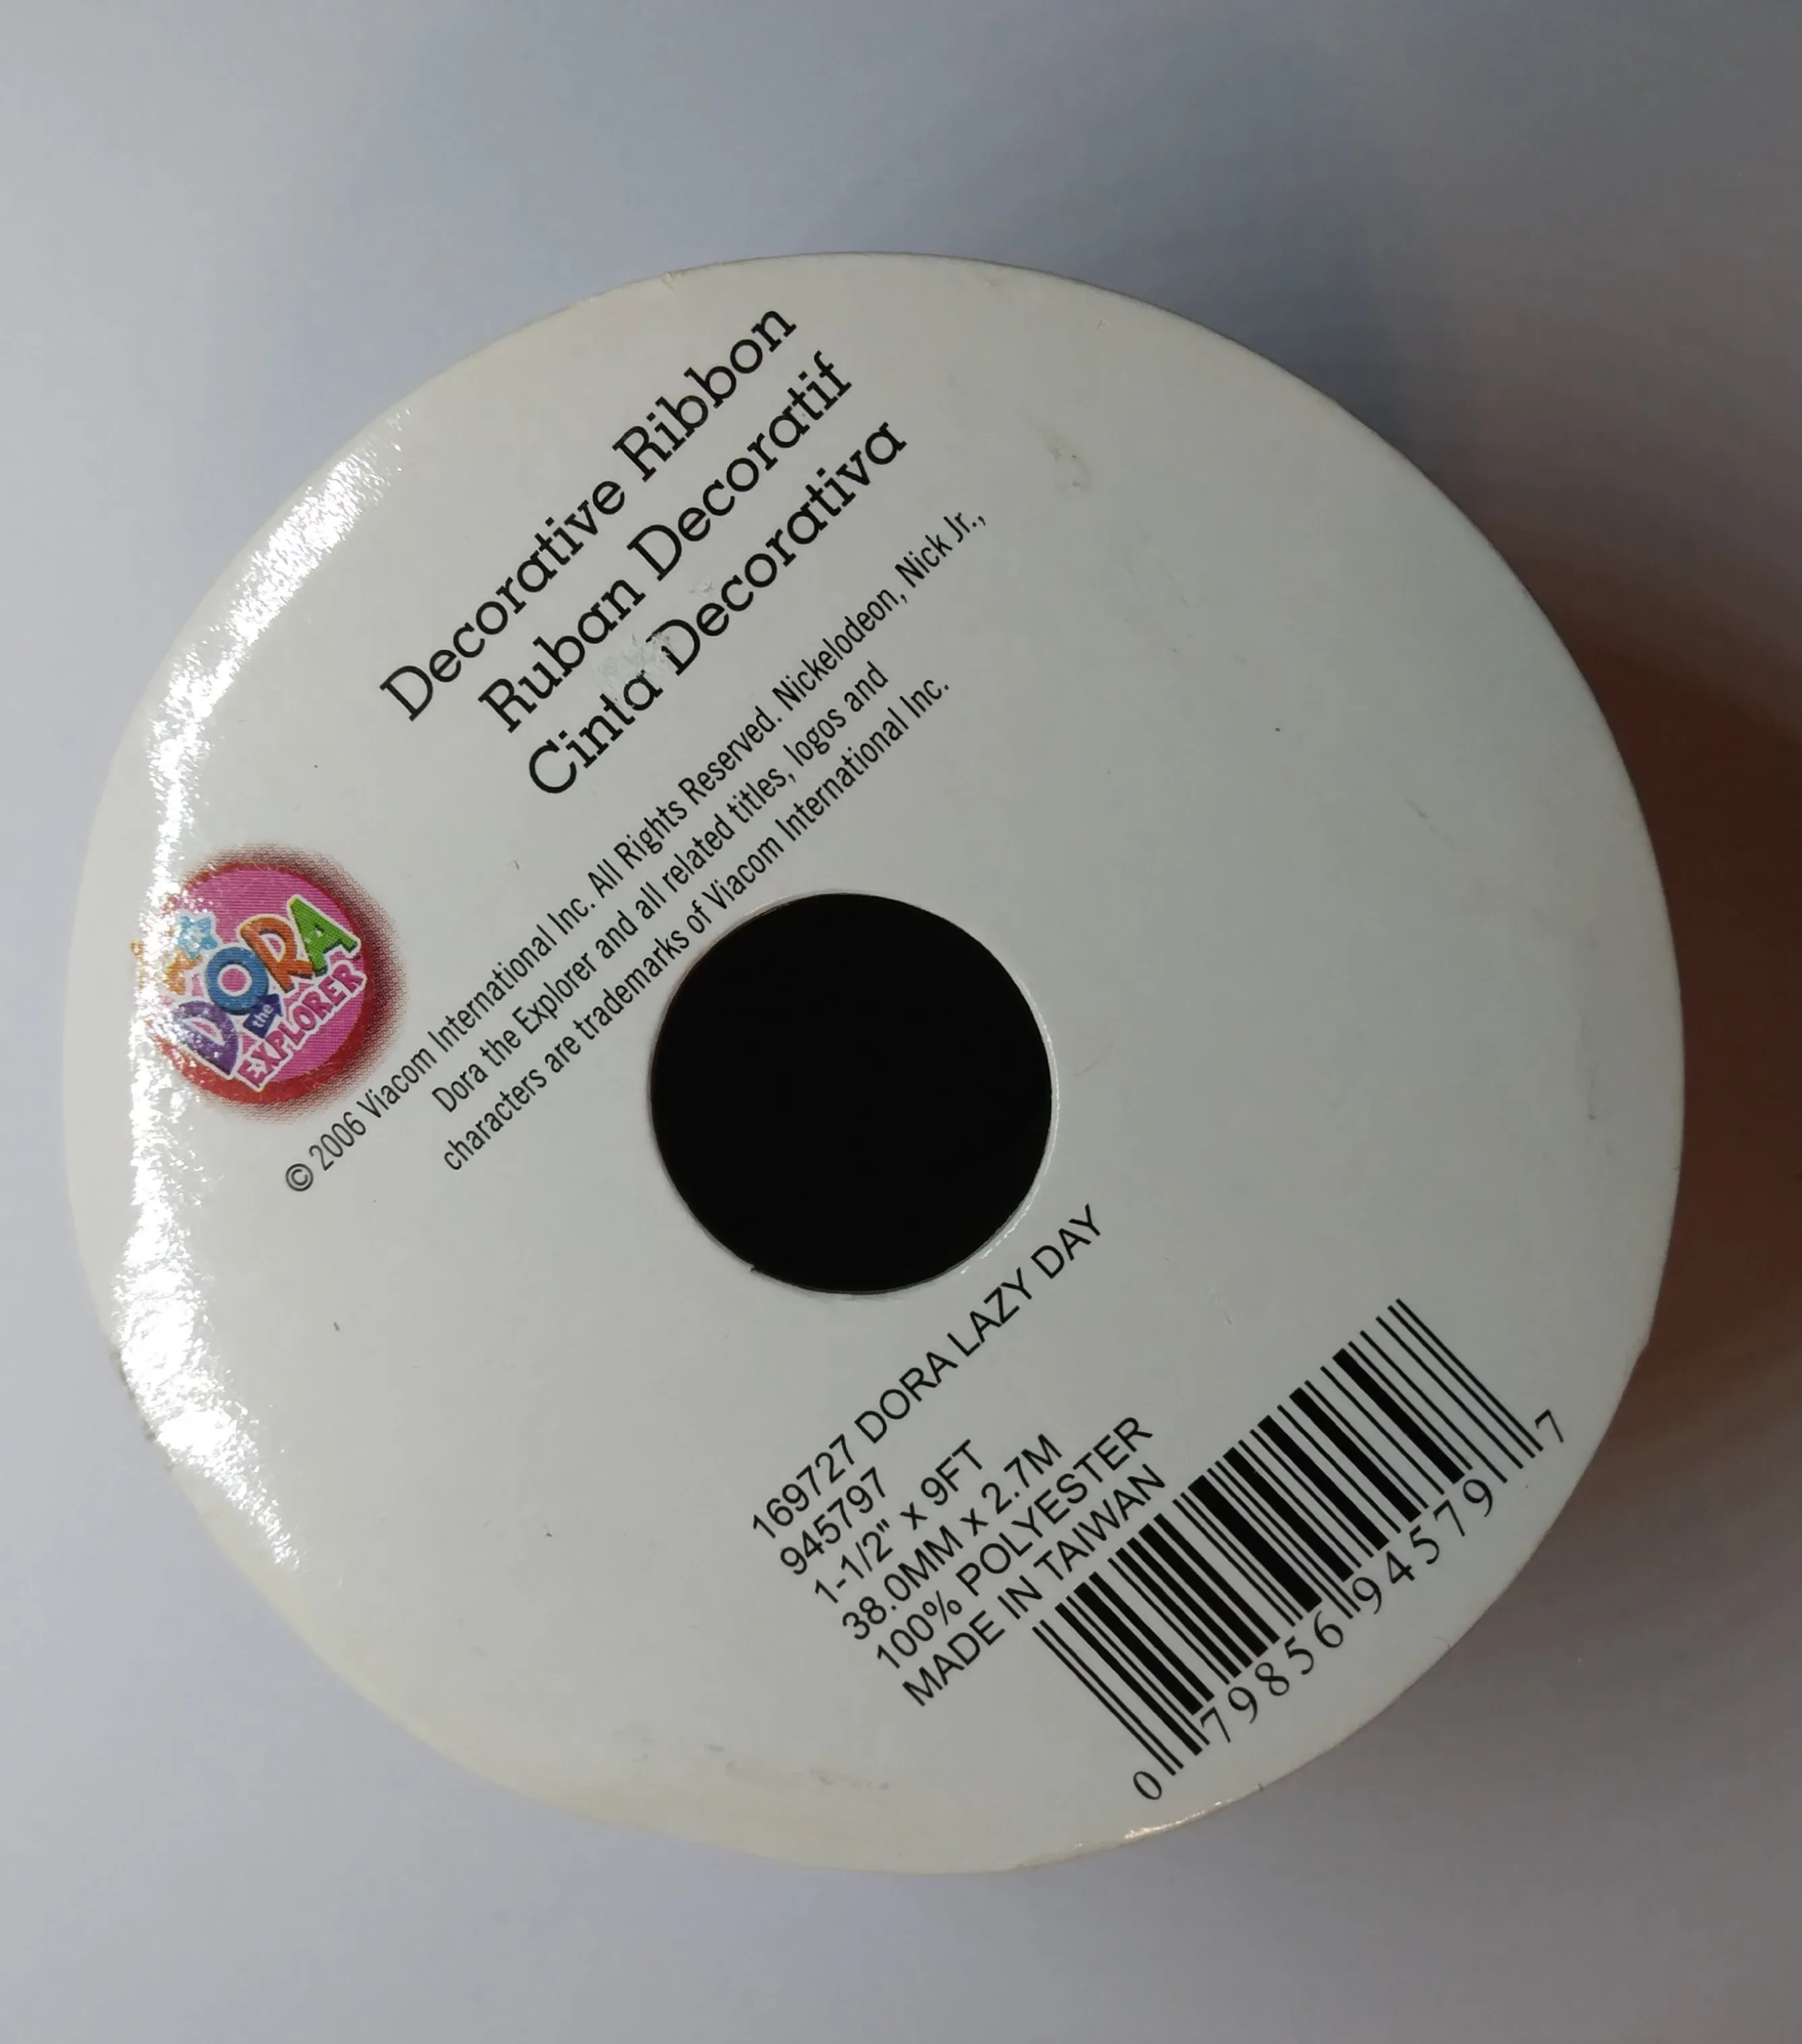 DORA
the
EXPLORER
Decorative Ribbon
Ruban Decoratif
Cinta Decorativa
© 2006 Viacom International Inc. All Rights Reserved. Nickelodeon, Nick Jr.,
Dora the Explorer and all related titles, logos and
characters are trademarks of Viacom International Inc.
169727 DORA LAZY DAY
945797
1-1/2" x 9FT
38.0MM x 2.7M
100% POLYESTER
MADE IN TAIWAN
0 79856 94579 7